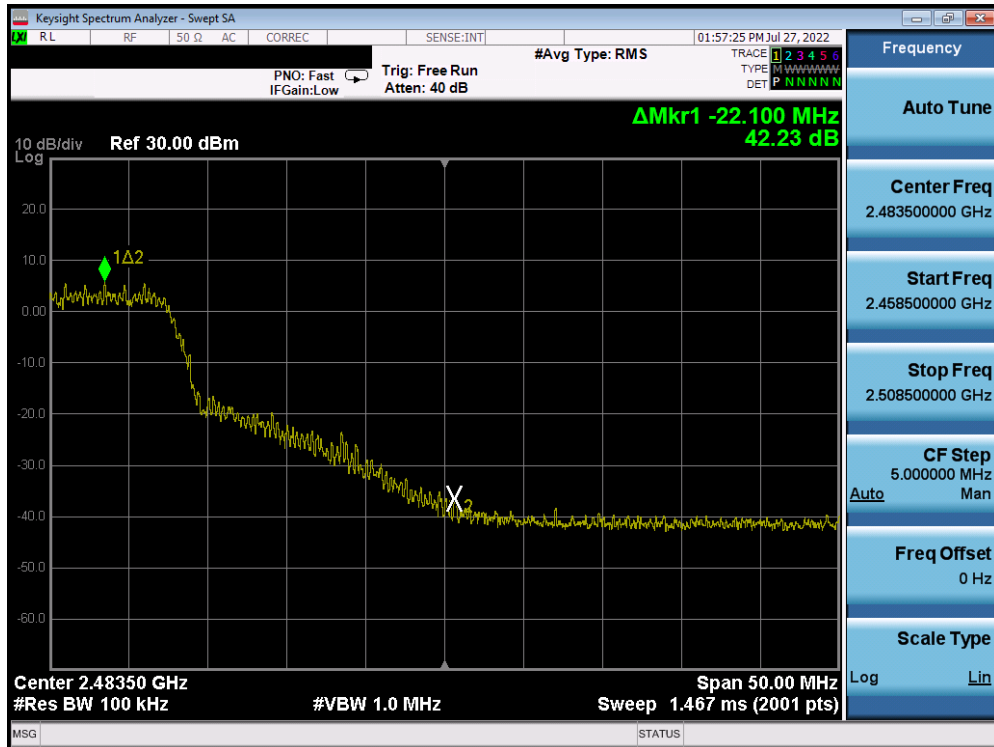 Keysight Spectrum Analyzer - Swept SA
LXI RL RF 50 Ω AC CORREC SENSE:INT 01:57:25 PM Jul 27, 2022
#Avg Type: RMS TRACE 1 2 3 4 5 6
PNO: Fast Trig: Free Run TYPE M W W W W W
IFGain:Low Atten: 40 dB DET P N N N N N
ΔMkr1 -22.100 MHz
42.23 dB
10 dB/div Ref 30.00 dBm
Log
20.0
10.0
1Δ2
0.00
-10.0
-20.0
-30.0
X2
-40.0
-50.0
-60.0
Center 2.48350 GHz Span 50.00 MHz
#Res BW 100 kHz #VBW 1.0 MHz Sweep 1.467 ms (2001 pts)
MSG STATUS
Frequency
Auto Tune
Center Freq
2.483500000 GHz
Start Freq
2.458500000 GHz
Stop Freq
2.508500000 GHz
CF Step
5.000000 MHz
Auto Man
Freq Offset
0 Hz
Scale Type
Log Lin